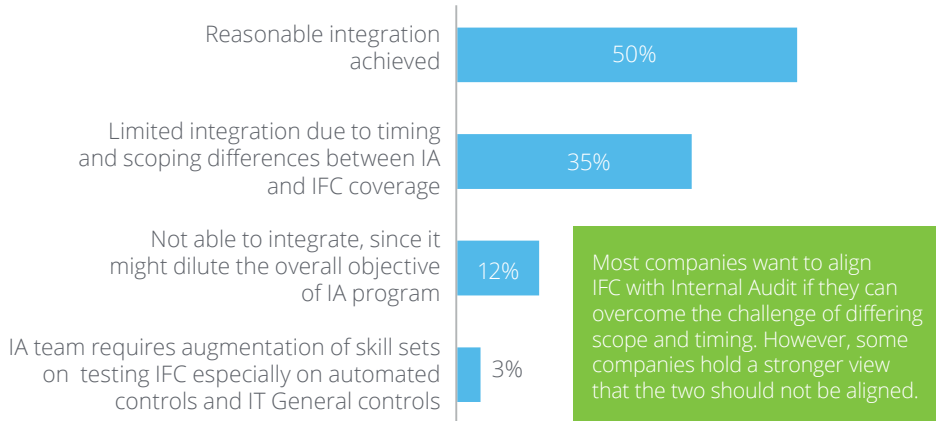 Reasonable integration
achieved
50%
Limited integration due to timing
and scoping differences between IA
and IFC coverage
35%
Not able to integrate, since it
might dilute the overall objective
of IA program
12%
IA team requires augmentation of skill sets
on testing IFC especially on automated
controls and IT General controls
3%
Most companies want to align
IFC with Internal Audit if they can
overcome the challenge of differing
scope and timing. However, some
companies hold a stronger view
that the two should not be aligned.